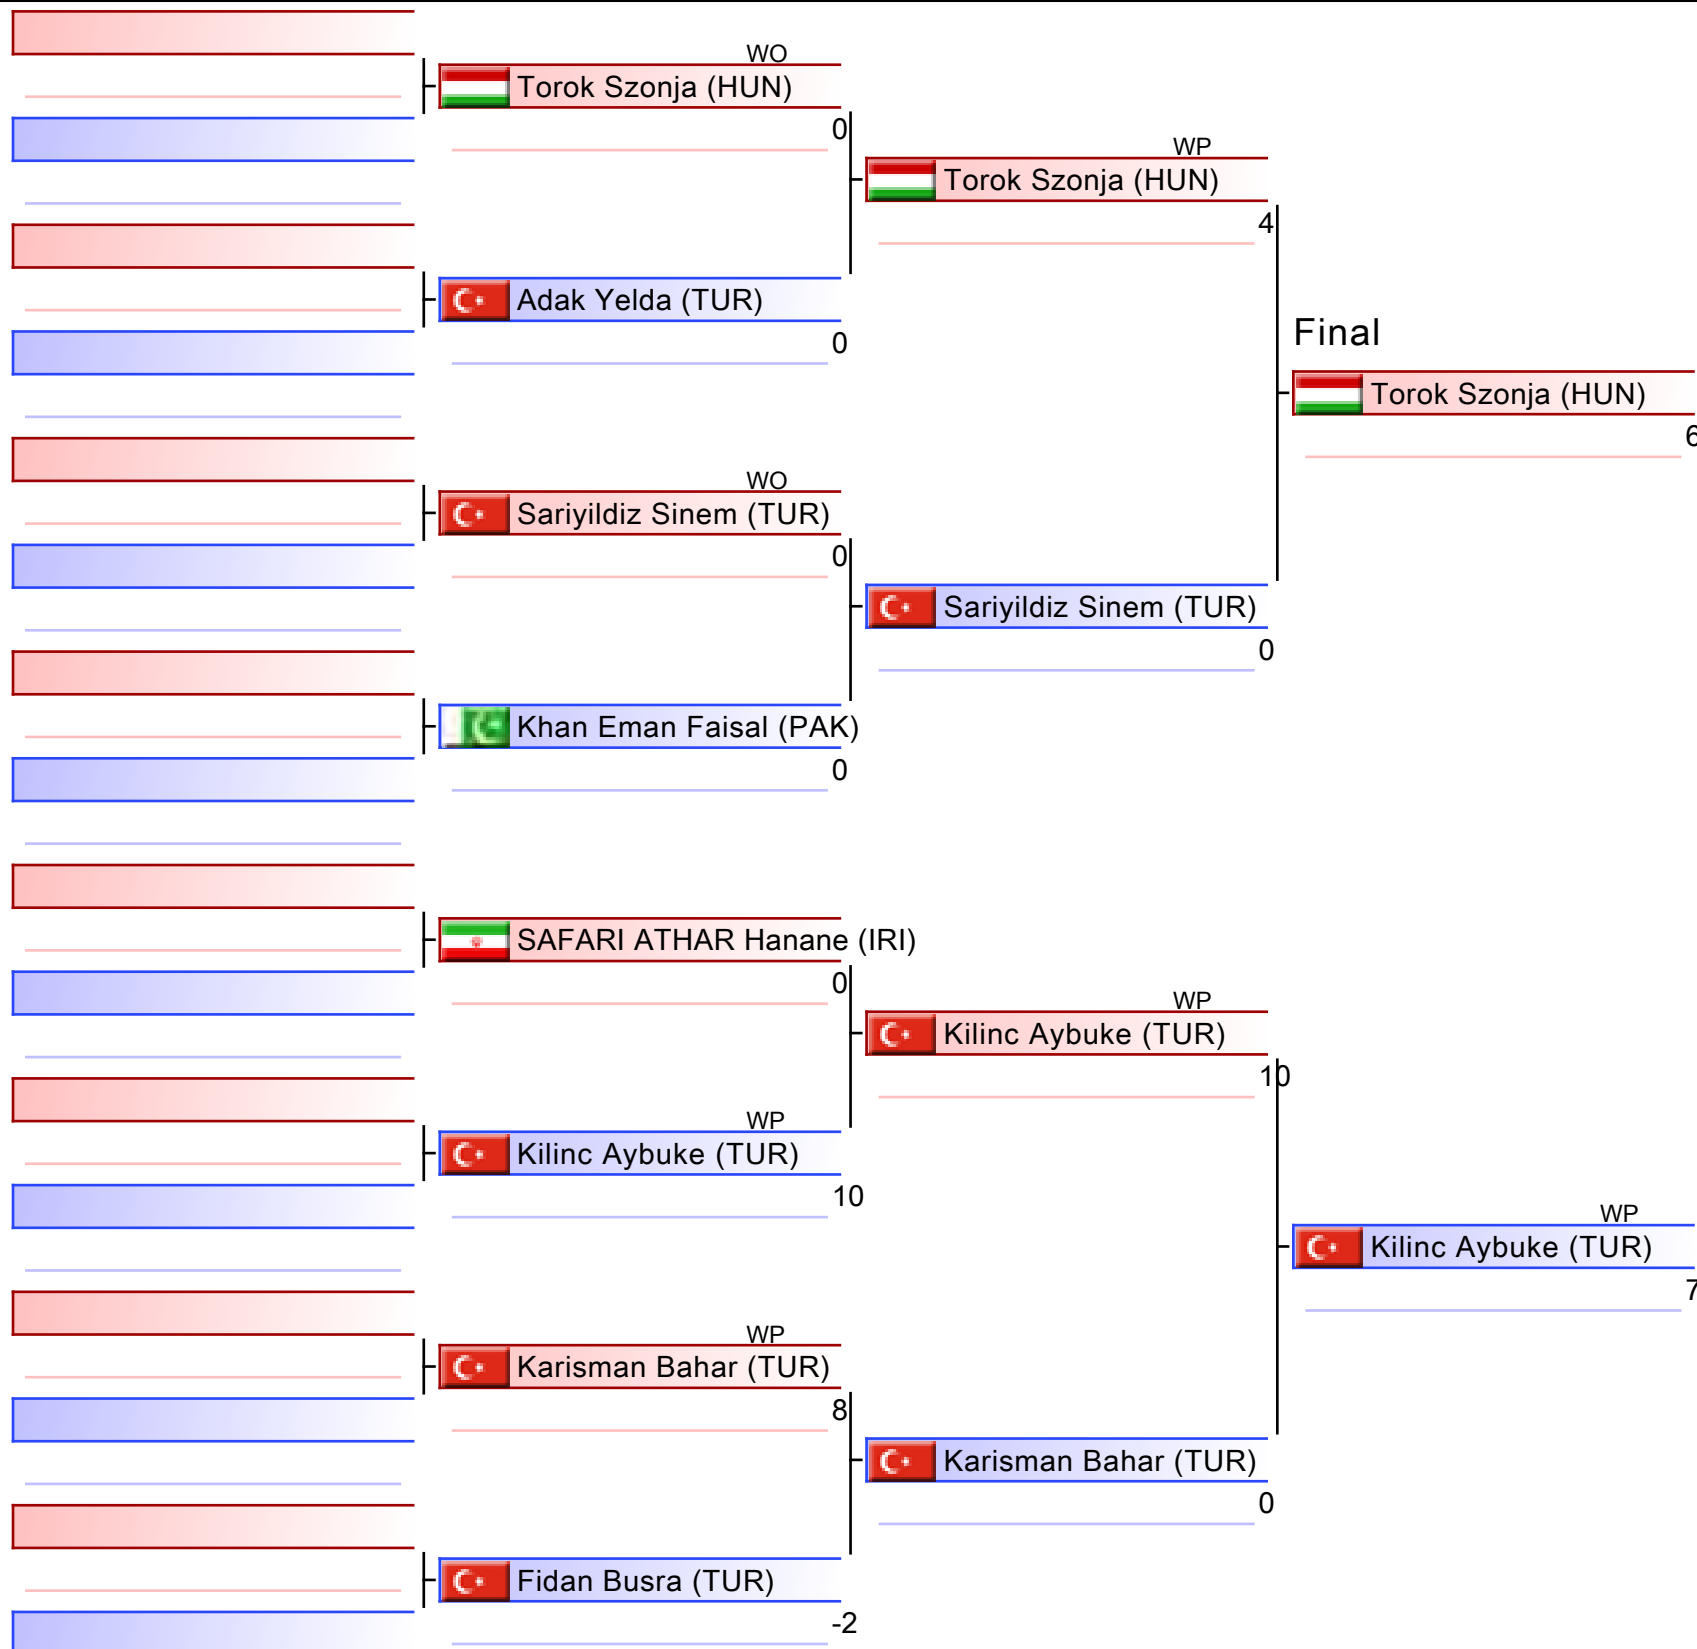 WO
Torok Szonja (HUN)
0
WP
Torok Szonja (HUN)
4
Adak Yelda (TUR)
0
Final
Torok Szonja (HUN)
6
WO
Sariyildiz Sinem (TUR)
0
Sariyildiz Sinem (TUR)
0
Khan Eman Faisal (PAK)
0
SAFARI ATHAR Hanane (IRI)
0
WP
Kilinc Aybuke (TUR)
10
WP
Kilinc Aybuke (TUR)
10
WP
Kilinc Aybuke (TUR)
7
WP
Karisman Bahar (TUR)
8
Karisman Bahar (TUR)
0
Fidan Busra (TUR)
-2